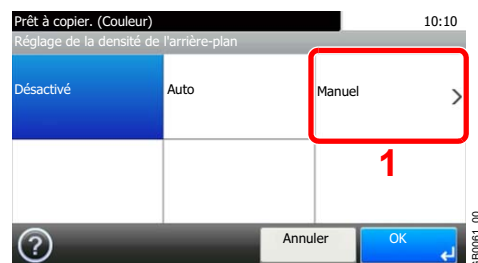 Prêt à copier. (Couleur) 10:10
Réglage de la densité de l'arrière-plan
Désactivé Auto Manuel
1
Annuler OK